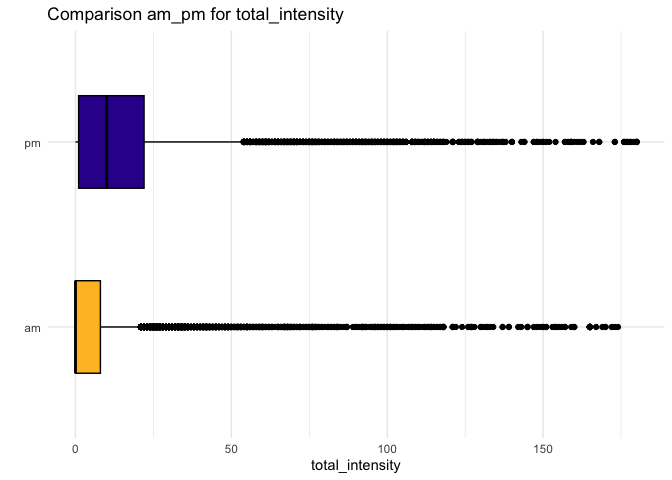 Comparison am_pm for total_intensity
pm
am
0 50 100 150
total_intensity